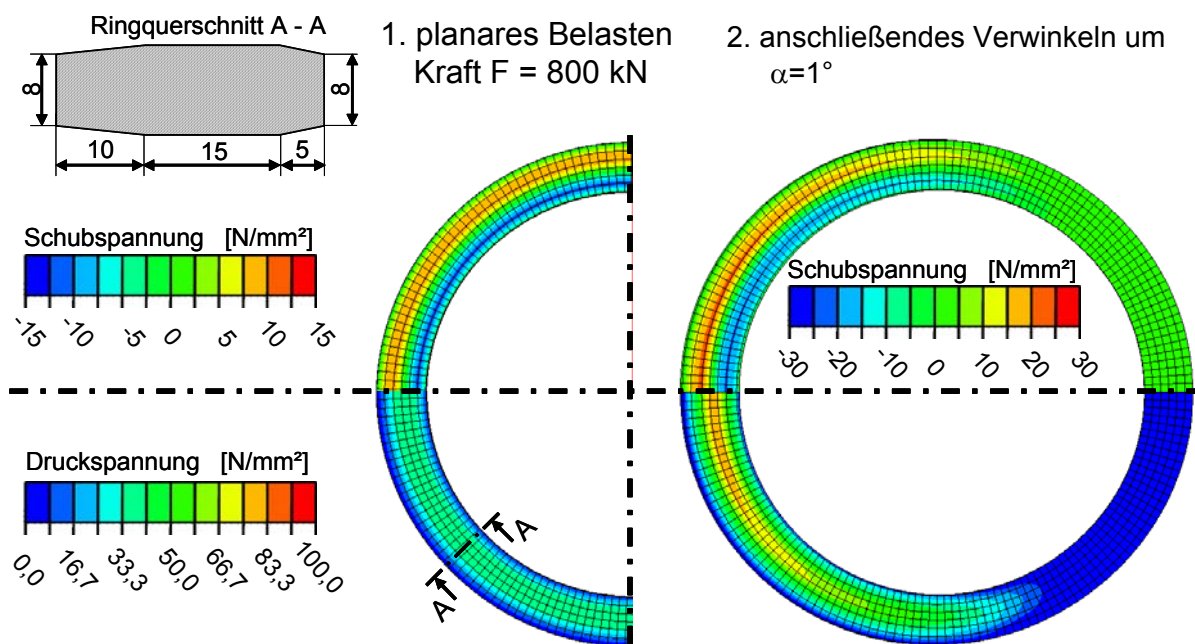 Ringquerschnitt A - A
8
8
10
15
5
1. planares Belasten
Kraft F = 800 kN
2. anschließendes Verwinkeln um
α=1°
Schubspannung [N/mm²]
-15
-10
-5
0
5
10
15
Schubspannung [N/mm²]
-30
-20
-10
0
10
20
30
Druckspannung [N/mm²]
0,0
16,7
33,3
50,0
66,7
83,3
100,0
A
A